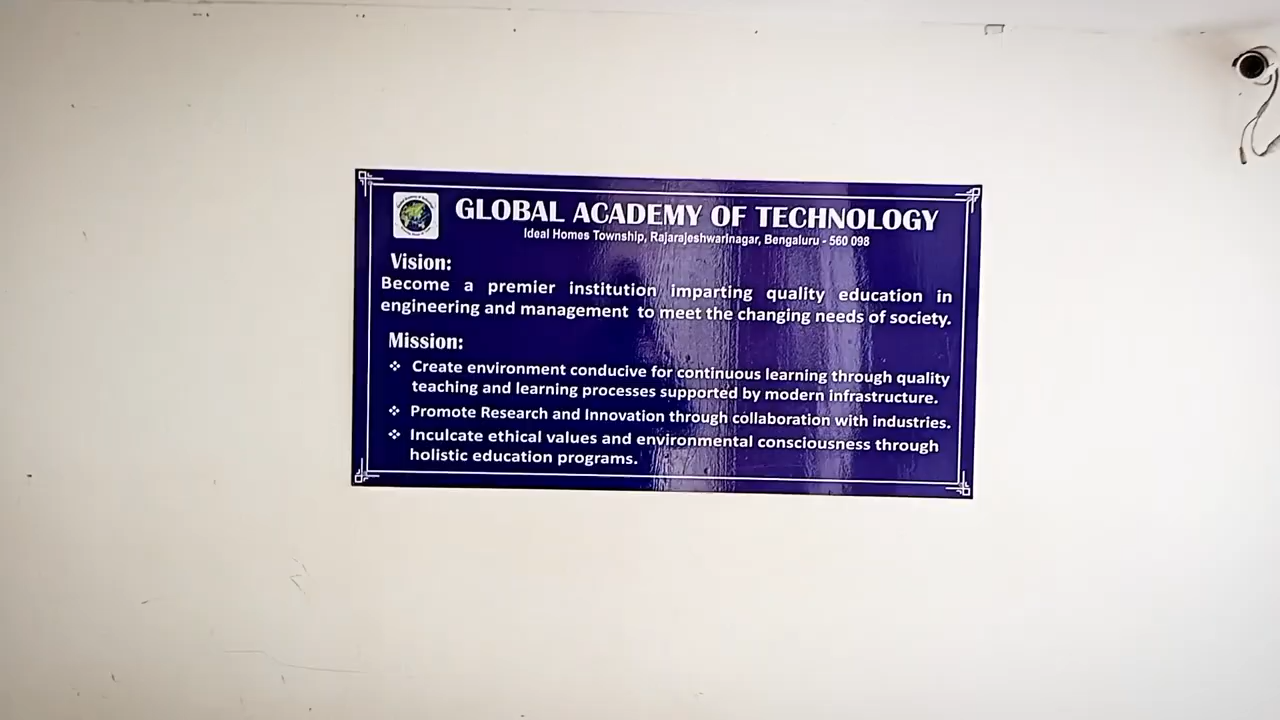 GLOBAL ACADEMY OF TECHNOLOGY
Ideal Homes Township, Rajarajeshwarinagar, Bengaluru - 560 098
Vision:
Become a premier institution imparting quality education in
engineering and management to meet the changing needs of society.
Mission:
❖ Create environment conducive for continuous learning through quality
teaching and learning processes supported by modern infrastructure.
❖ Promote Research and Innovation through collaboration with industries.
❖ Inculcate ethical values and environmental consciousness through
holistic education programs.